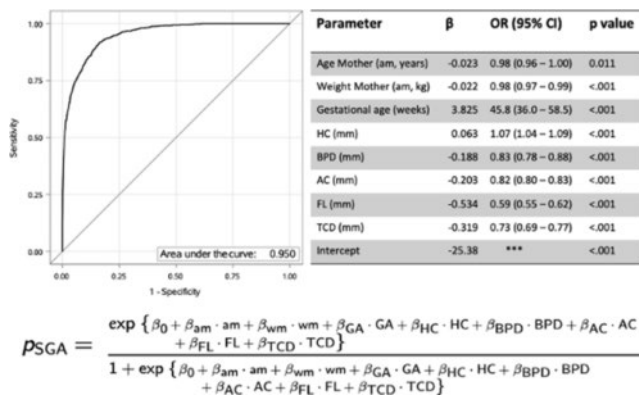 Sensitivity
1.00
0.75
0.50
0.25
0.00
0.00 0.25 0.50 0.75 1.00
1 - Specificity
Area under the curve: 0.950
Parameter β OR (95% CI) p value
Age Mother (am, years) -0.023 0.98 (0.96 – 1.00) 0.011
Weight Mother (am, kg) -0.022 0.98 (0.97 – 0.99) <.001
Gestational age (weeks) 3.825 45.8 (36.0 – 58.5) <.001
HC (mm) 0.063 1.07 (1.04 – 1.09) <.001
BPD (mm) -0.188 0.83 (0.78 – 0.88) <.001
AC (mm) -0.203 0.82 (0.80 – 0.83) <.001
FL (mm) -0.534 0.59 (0.55 – 0.62) <.001
TCD (mm) -0.319 0.73 (0.69 – 0.77) <.001
Intercept -25.38 *** <.001
exp {β0 + βam · am + βwm · wm + βGA · GA + βHC · HC + βBPD · BPD + βAC · AC
+ βFL · FL + βTCD · TCD}
pSGA =
1 + exp {β0 + βam · am + βwm · wm + βGA · GA + βHC · HC + βBPD · BPD
+ βAC · AC + βFL · FL + βTCD · TCD}